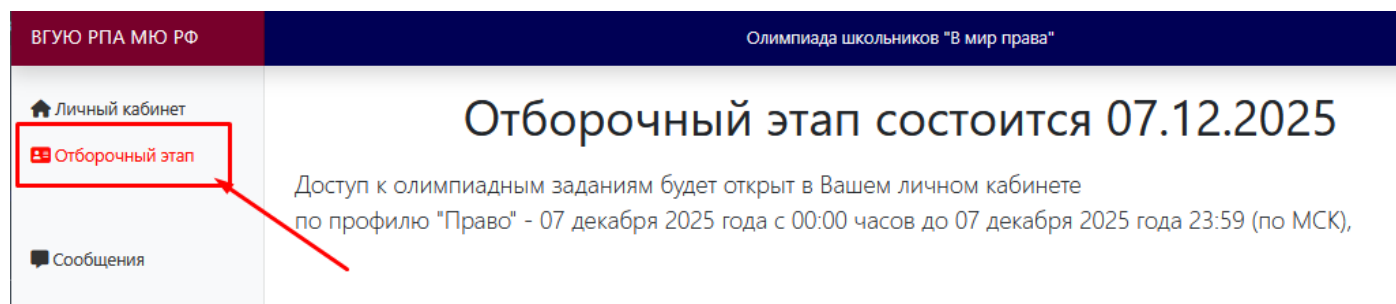 ВГУЮ РПА МЮ РФ
Олимпиада школьников "В мир права"
Личный кабинет
Отборочный этап
Сообщения
Отборочный этап состоится 07.12.2025
Доступ к олимпиадным заданиям будет открыт в Вашем личном кабинете
по профилю "Право" - 07 декабря 2025 года с 00:00 часов до 07 декабря 2025 года 23:59 (по МСК),